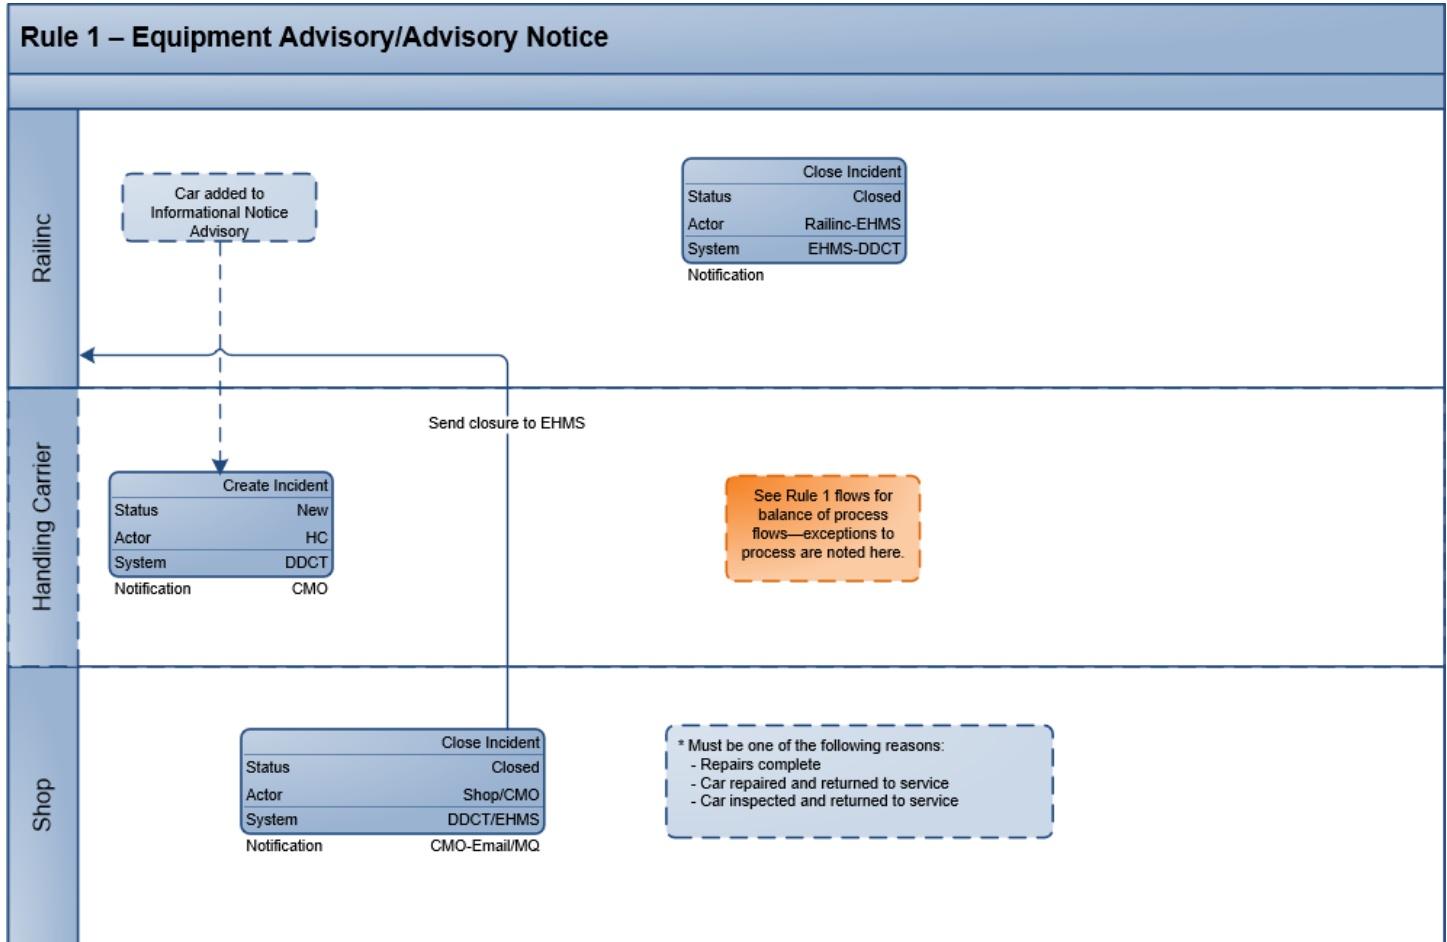 Rule 1 – Equipment Advisory/Advisory Notice
Railinc
Car added to
Informational Notice
Advisory
Close Incident
Status Closed
Actor Railinc-EHMS
System EHMS-DDCT
Notification
Handling Carrier
Send closure to EHMS
Create Incident
Status New
Actor HC
System DDCT
Notification CMO
See Rule 1 flows for
balance of process
flows—exceptions to
process are noted here.
Shop
Close Incident
Status Closed
Actor Shop/CMO
System DDCT/EHMS
Notification CMO-Email/MQ
* Must be one of the following reasons:
- Repairs complete
- Car repaired and returned to service
- Car inspected and returned to service